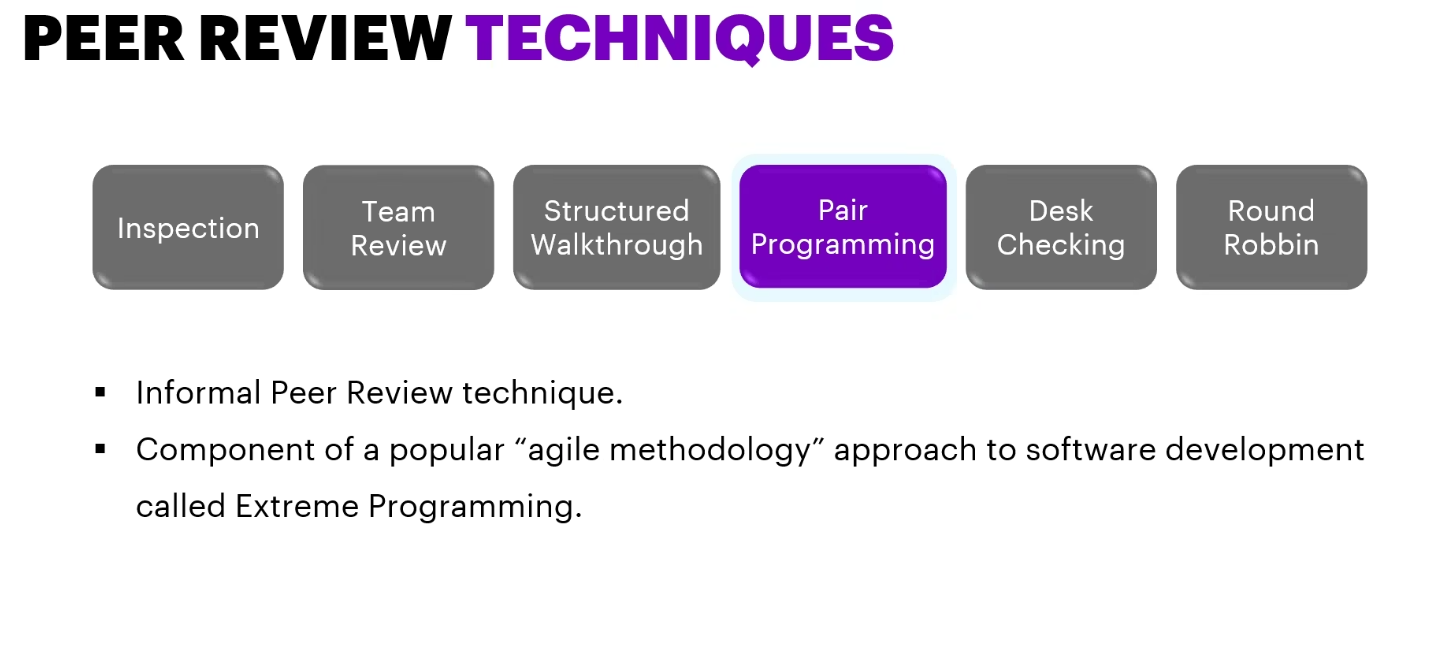 PEER REVIEW TECHNIQUES
Inspection
Team
Review
Structured
Walkthrough
Pair
Programming
Desk
Checking
Round
Robbin
▪ Informal Peer Review technique.
▪ Component of a popular “agile methodology” approach to software development
called Extreme Programming.